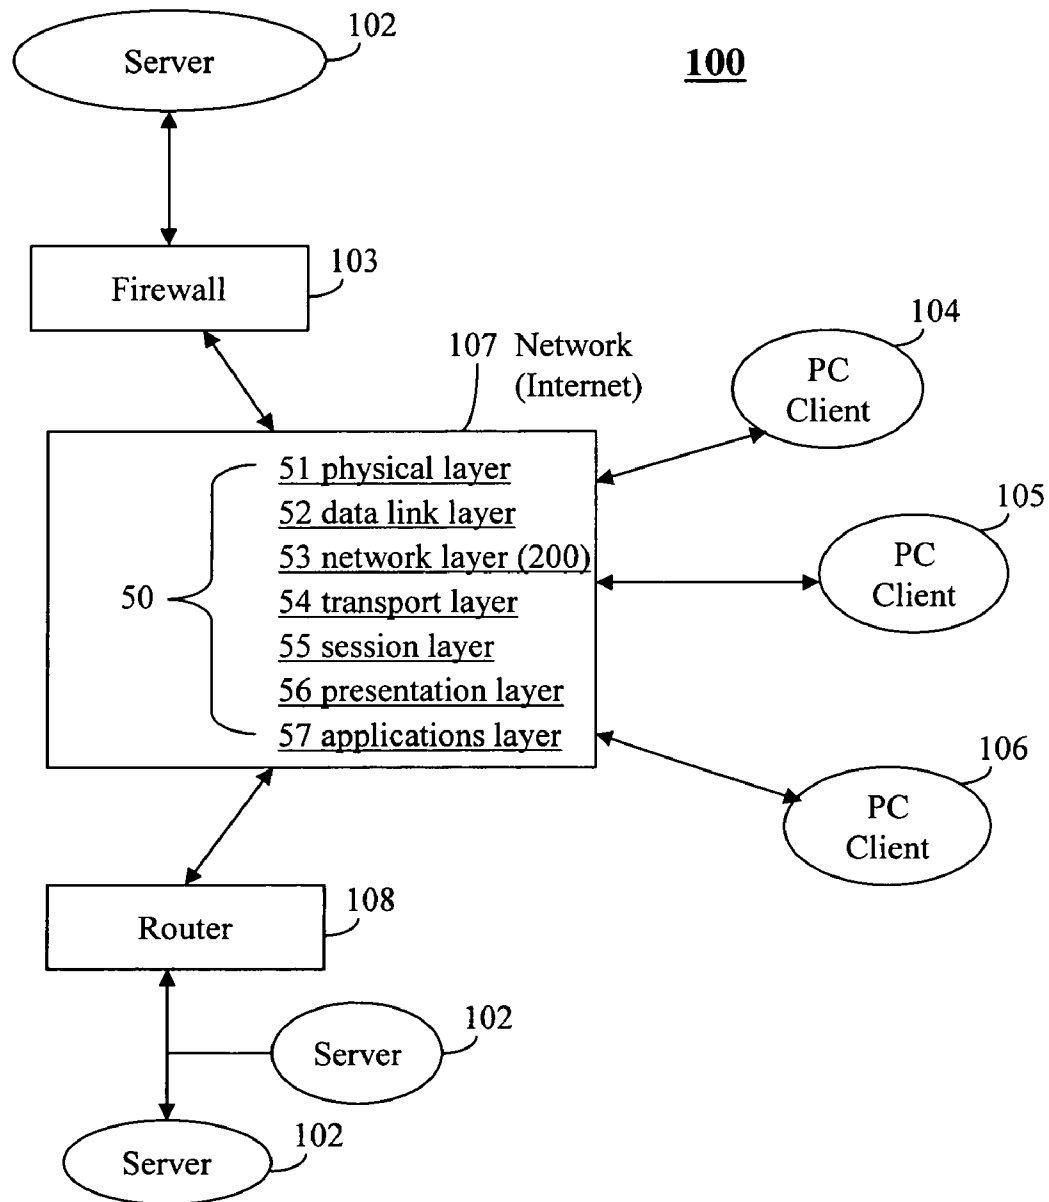 102
Server
100
103
Firewall
107 Network
(Internet)
104
PC
Client
51 physical layer
52 data link layer
53 network layer (200)
54 transport layer
55 session layer
56 presentation layer
57 applications layer
50
105
PC
Client
106
PC
Client
108
Router
102
Server
102
Server